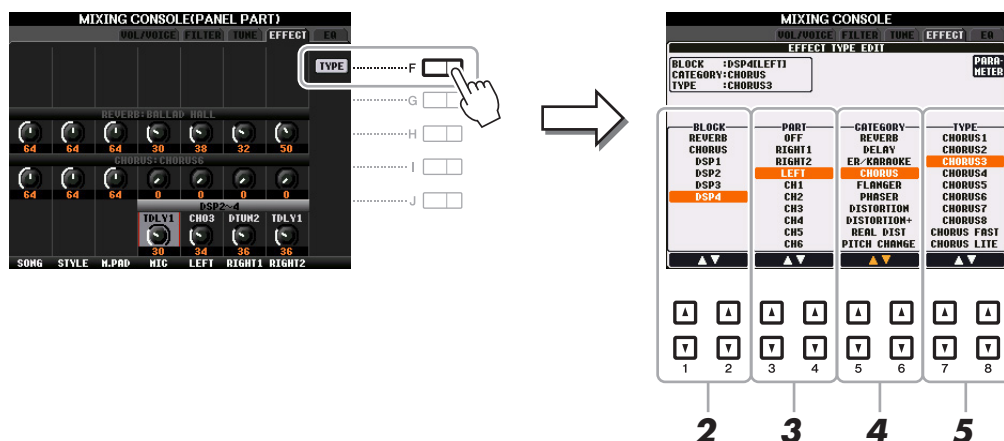 MIXING CONSOLE(PANEL PART)
VOL/VOICE FILTER TUNE EFFECT EQ
TYPE F
G
REVERB:BALLAD HALL
H
64 64 64 30 38 32 50
CHORUS:CHORUS6
I
64 64 64 0 0 0 0
DSP2~4
J
TDLY1 CHO3 DTUN2 TDLY1
30 34 36 36
SONG STYLE M.PAD MIC LEFT RIGHT1 RIGHT2
MIXING CONSOLE
VOL/VOICE FILTER TUNE EFFECT EQ
EFFECT TYPE EDIT
BLOCK :DSP4[LEFT]
CATEGORY:CHORUS
TYPE :CHORUS3
PARA-
METER
BLOCK
REVERB
CHORUS
DSP1
DSP2
DSP3
DSP4
PART
OFF
RIGHT1
RIGHT2
LEFT
CH1
CH2
CH3
CH4
CH5
CH6
CATEGORY
REVERB
DELAY
ER/KARAOKE
CHORUS
FLANGER
PHASER
DISTORTION
DISTORTION+
REAL DIST
PITCH CHANGE
TYPE
CHORUS1
CHORUS2
CHORUS3
CHORUS4
CHORUS5
CHORUS6
CHORUS7
CHORUS8
CHORUS FAST
CHORUS LITE
1 2 3 4 5 6 7 8
2 3 4 5